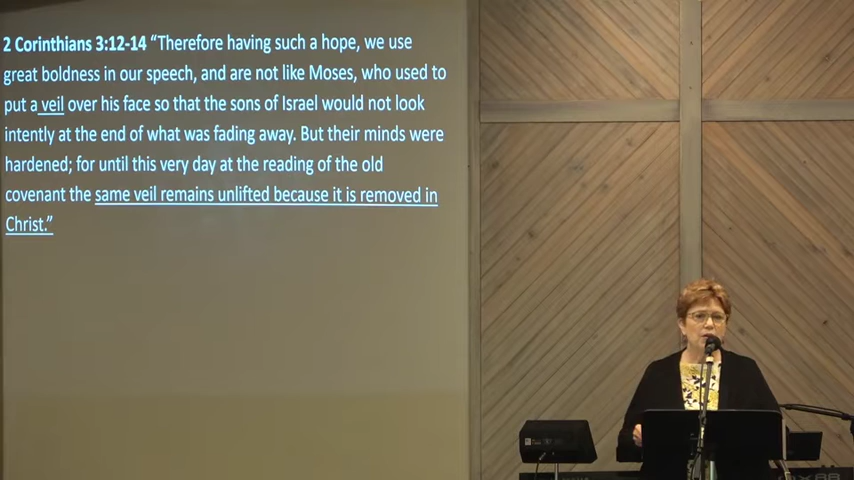 2 Corinthians 3:12-14 “Therefore having such a hope, we use
great boldness in our speech, and are not like Moses, who used to
put a veil over his face so that the sons of Israel would not look
intently at the end of what was fading away. But their minds were
hardened; for until this very day at the reading of the old
covenant the same veil remains unlifted because it is removed in
Christ.”